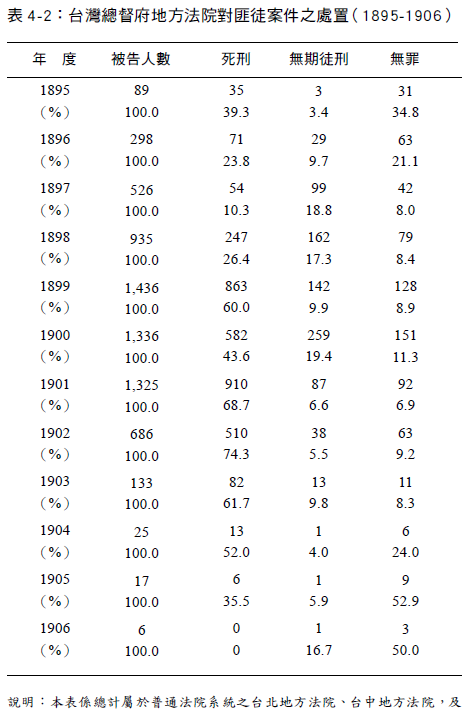 表 4-2：台灣總督府地方法院對匪徒案件之處置（1895-1906）
年 度 被告人數 死刑 無期徒刑 無罪
1895 89 35 3 31
（%） 100.0 39.3 3.4 34.8
1896 298 71 29 63
（%） 100.0 23.8 9.7 21.1
1897 526 54 99 42
（%） 100.0 10.3 18.8 8.0
1898 935 247 162 79
（%） 100.0 26.4 17.3 8.4
1899 1,436 863 142 128
（%） 100.0 60.0 9.9 8.9
1900 1,336 582 259 151
（%） 100.0 43.6 19.4 11.3
1901 1,325 910 87 92
（%） 100.0 68.7 6.6 6.9
1902 686 510 38 63
（%） 100.0 74.3 5.5 9.2
1903 133 82 13 11
（%） 100.0 61.7 9.8 8.3
1904 25 13 1 6
（%） 100.0 52.0 4.0 24.0
1905 17 6 1 9
（%） 100.0 35.5 5.9 52.9
1906 6 0 1 3
（%） 100.0 0 16.7 50.0
說明：本表係總計屬於普通法院系統之台北地方法院、台中地方法院，及